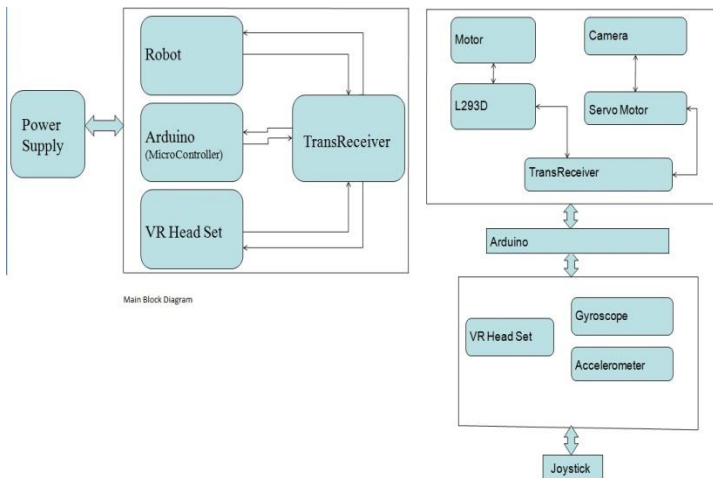 Robot
Power
Supply
Arduino
(MicroController)
TransReceiver
VR Head Set
Main Block Diagram
Motor
Camera
L293D
Servo Motor
TransReceiver
Arduino
VR Head Set
Gyroscope
Accelerometer
Joystick